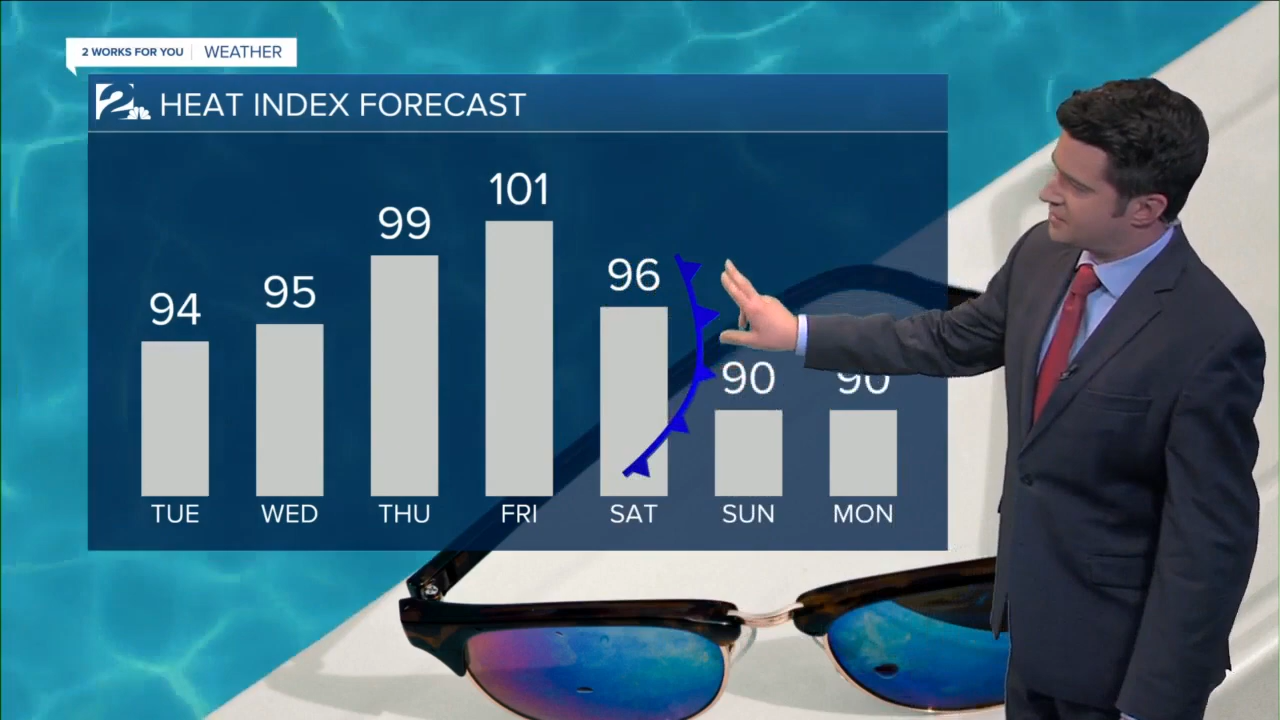 2 WORKS FOR YOU | WEATHER
2 HEAT INDEX FORECAST
94 95 99 101 96 90 90
TUE WED THU FRI SAT SUN MON